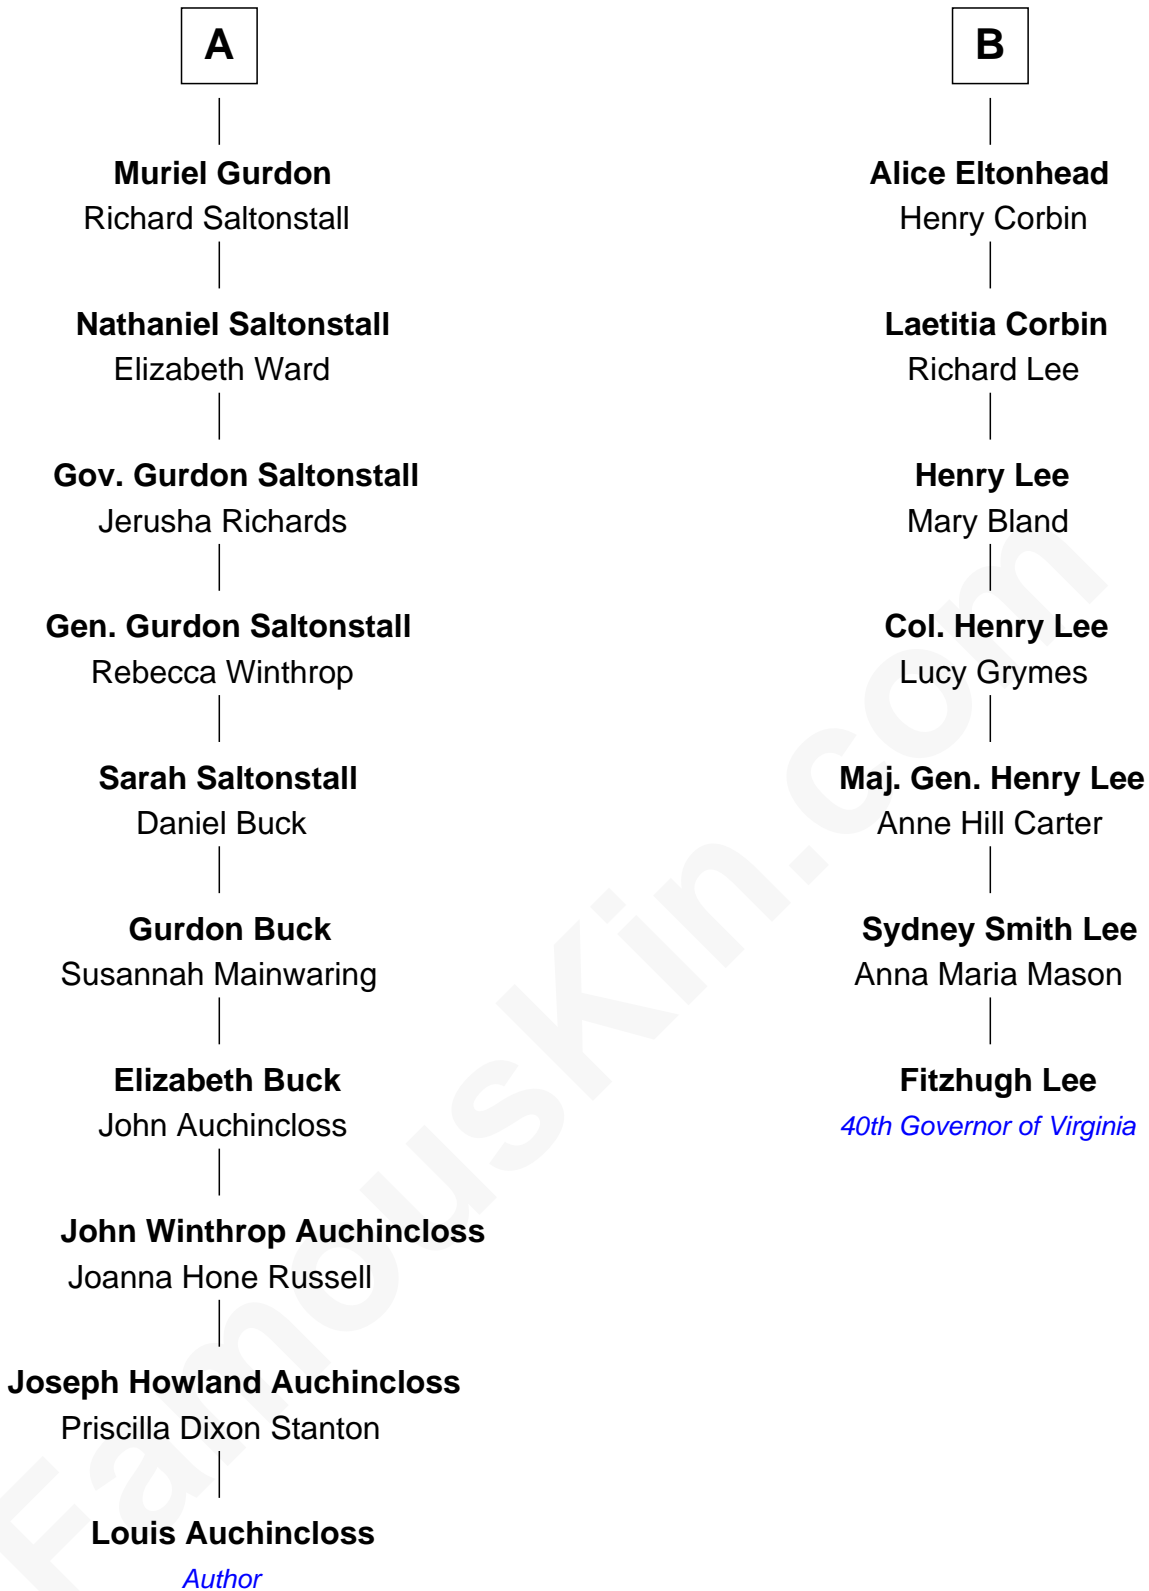 A
Muriel Gurdon
Richard Saltonstall
Nathaniel Saltonstall
Elizabeth Ward
Gov. Gurdon Saltonstall
Jerusha Richards
Gen. Gurdon Saltonstall
Rebecca Winthrop
Sarah Saltonstall
Daniel Buck
Gurdon Buck
Susannah Mainwaring
Elizabeth Buck
John Auchincloss
John Winthrop Auchincloss
Joanna Hone Russell
Joseph Howland Auchincloss
Priscilla Dixon Stanton
Louis Auchincloss
Author
B
Alice Eltonhead
Henry Corbin
Laetitia Corbin
Richard Lee
Henry Lee
Mary Bland
Col. Henry Lee
Lucy Grymes
Maj. Gen. Henry Lee
Anne Hill Carter
Sydney Smith Lee
Anna Maria Mason
Fitzhugh Lee
40th Governor of Virginia
FamousKin.com